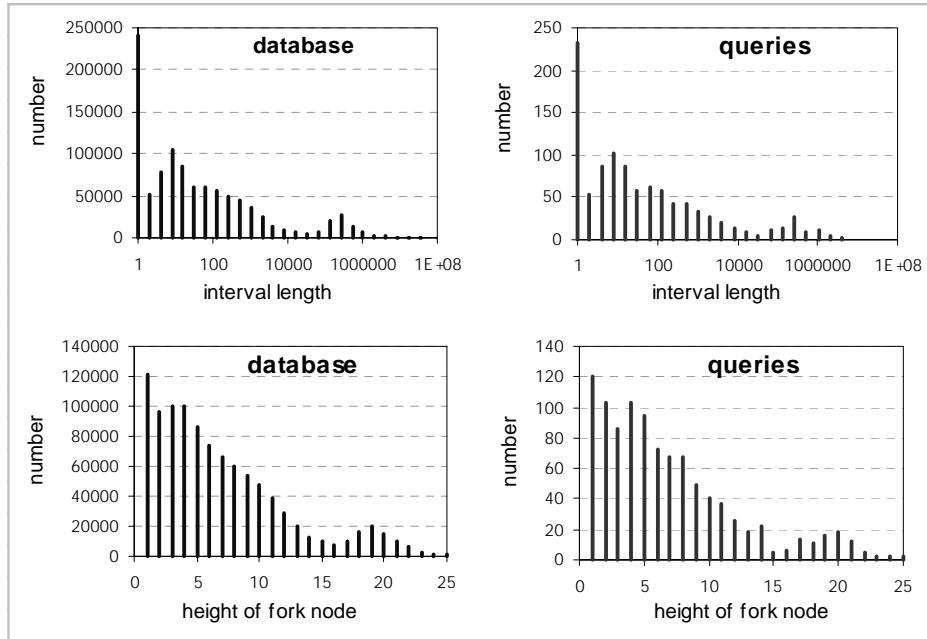 database
250000
200000
150000
100000
50000
0
number
1 100 10000 1000000 1E +08
interval length
queries
250
200
150
100
50
0
number
1 100 10000 1000000 1E +08
interval length
database
140000
120000
100000
80000
60000
40000
20000
0
number
0 5 10 15 20 25
height of fork node
queries
140
120
100
80
60
40
20
0
number
0 5 10 15 20 25
height of fork node